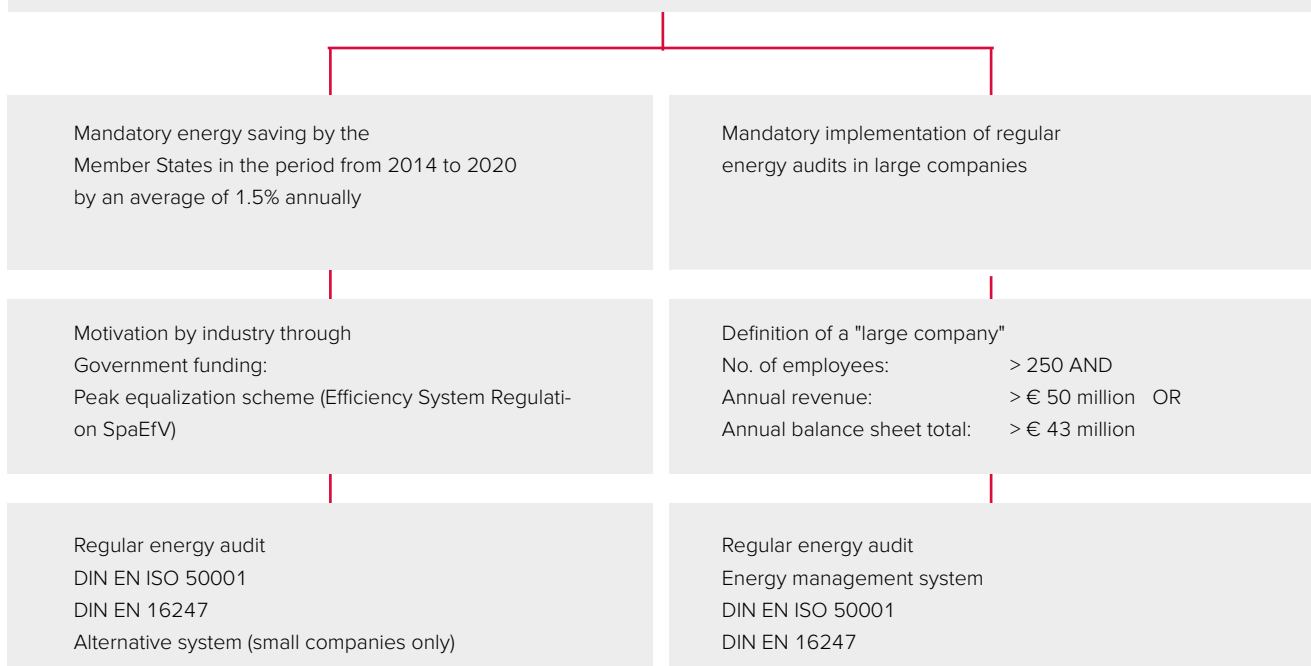 Mandatory energy saving by the
Member States in the period from 2014 to 2020
by an average of 1.5% annually
Mandatory implementation of regular
energy audits in large companies
Motivation by industry through
Government funding:
Peak equalization scheme (Efficiency System Regulati-
on SpaEfV)
Definition of a "large company"
No. of employees: > 250 AND
Annual revenue: > € 50 million OR
Annual balance sheet total: > € 43 million
Regular energy audit
DIN EN ISO 50001
DIN EN 16247
Alternative system (small companies only)
Regular energy audit
Energy management system
DIN EN ISO 50001
DIN EN 16247